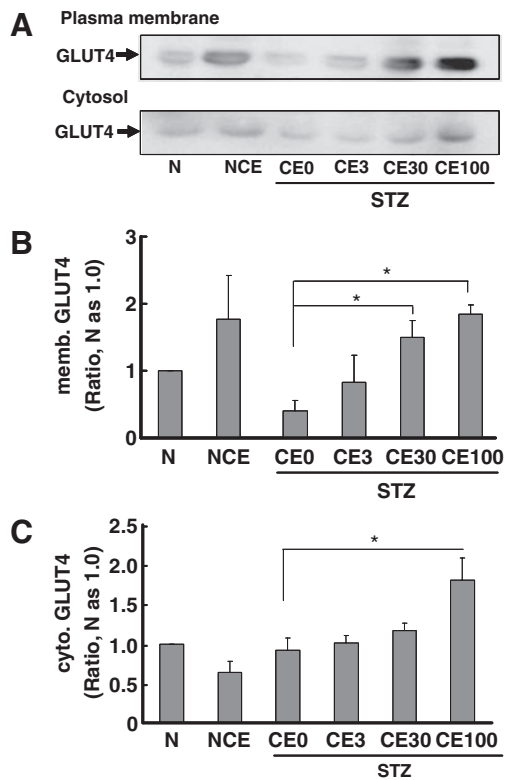 A
Plasma membrane
GLUT4
Cytosol
GLUT4
N NCE CE0 CE3 CE30 CE100
STZ
B
memb. GLUT4
(Ratio, N as 1.0)
3
2
1
0
*
*
N NCE CE0 CE3 CE30 CE100
STZ
C
cyto. GLUT4
(Ratio, N as 1.0)
2.5
2.0
1.5
1.0
0.5
0
*
N NCE CE0 CE3 CE30 CE100
STZ